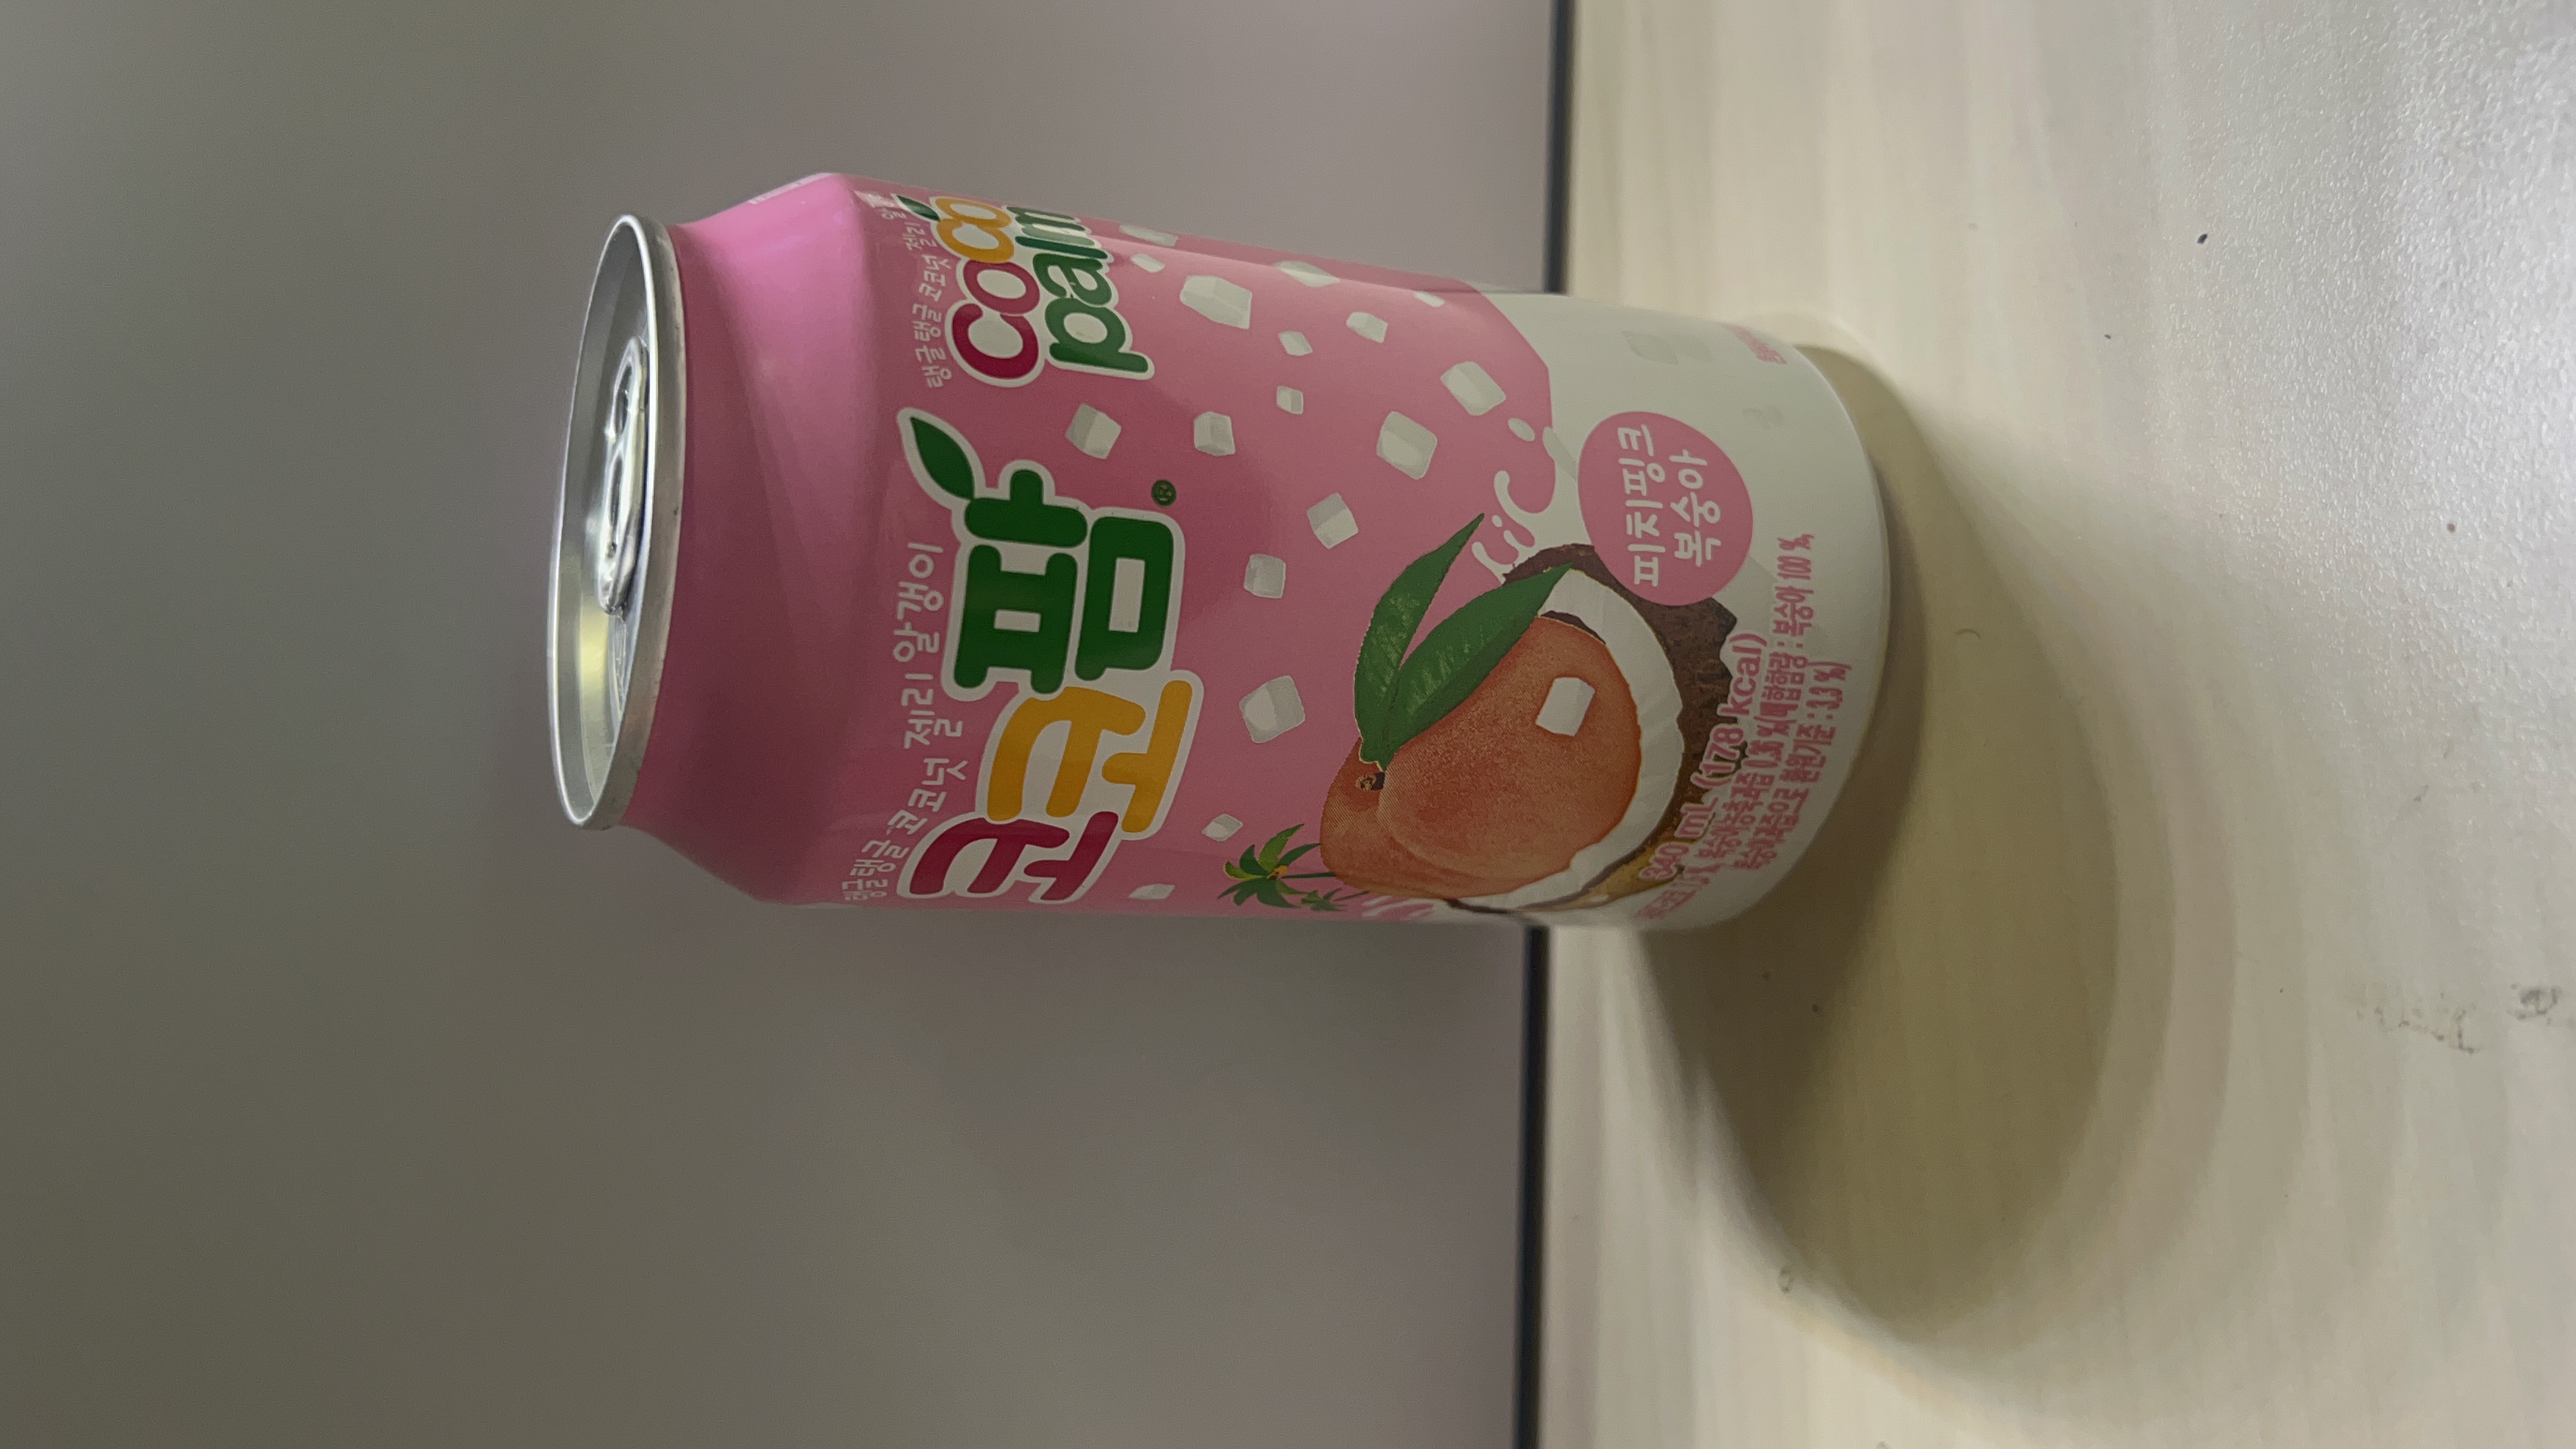 탱글탱글 코코넛 젤리 알갱이
코코팜®
피치핑크
복숭아
340 mL (178 kcal)
복숭아농축과즙 0.36 %(배합함량 : 복숭아 100 %,
복숭아과즙으로 환원기준 : 3.3 %)
탱글탱글 코코넛 젤리
coco
palm